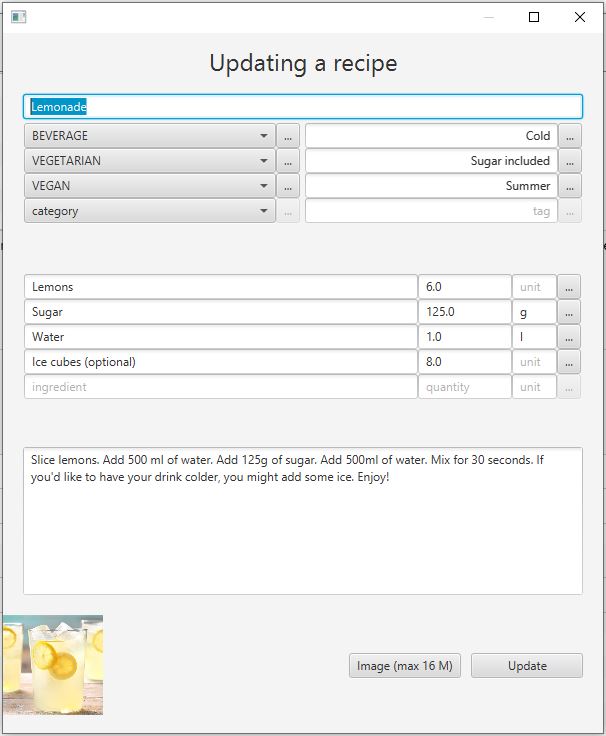 Updating a recipe
Lemonade
BEVERAGE ... Cold ...
VEGETARIAN ... Sugar included ...
VEGAN ... Summer ...
category ... tag ...
Lemons 6.0 unit ...
Sugar 125.0 g ...
Water 1.0 l ...
Ice cubes (optional) 8.0 unit ...
ingredient quantity unit ...
Slice lemons. Add 500 ml of water. Add 125g of sugar. Add 500ml of water. Mix for 30 seconds. If
you'd like to have your drink colder, you might add some ice. Enjoy!
Image (max 16 M) Update